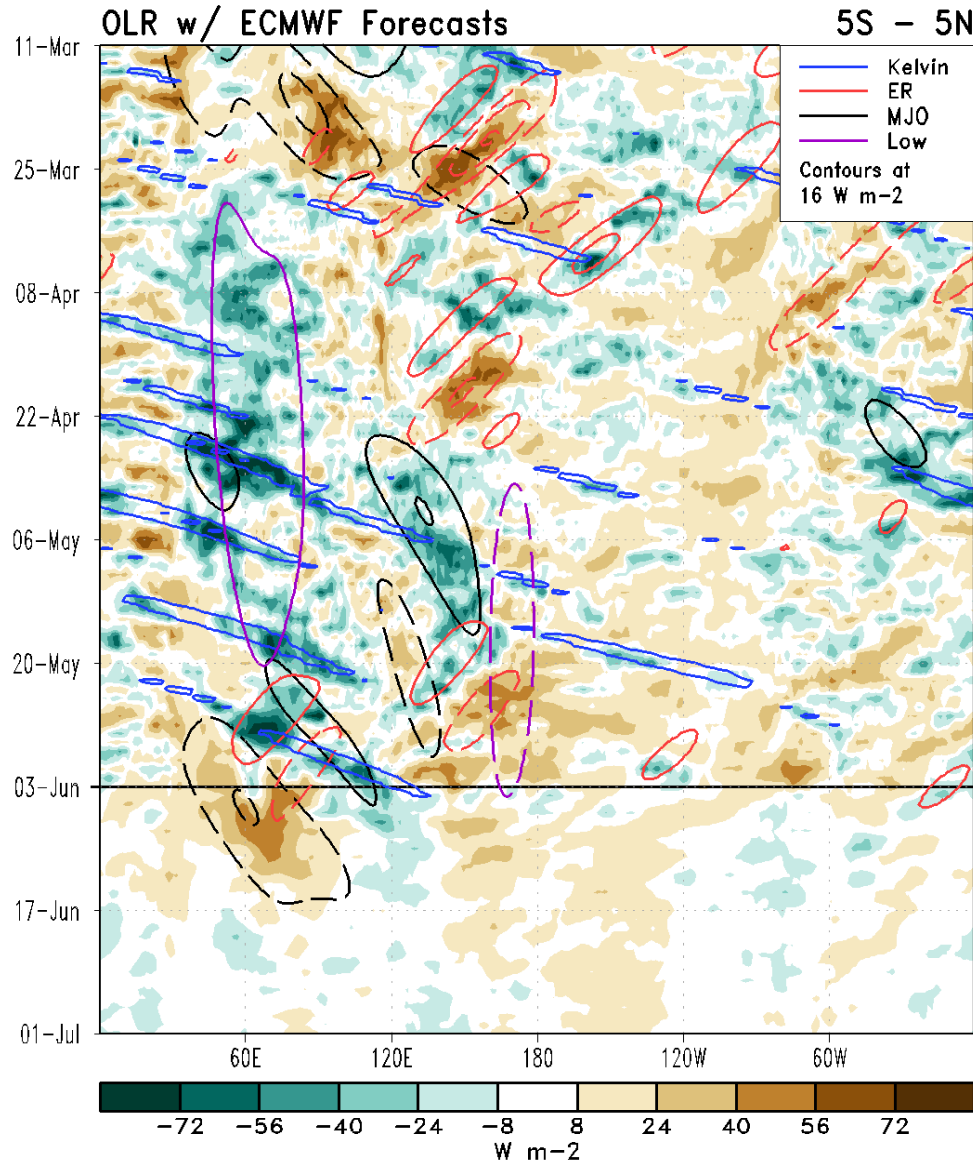 OLR w/ ECMWF Forecasts 5S - 5N
11-Mar
Kelvin
ER
MJO
Low
Contours at
16 W m-2
25-Mar
08-Apr
22-Apr
06-May
20-May
03-Jun
17-Jun
01-Jul
60E 120E 180 120W 60W
-72 -56 -40 -24 -8 8 24 40 56 72
W m-2